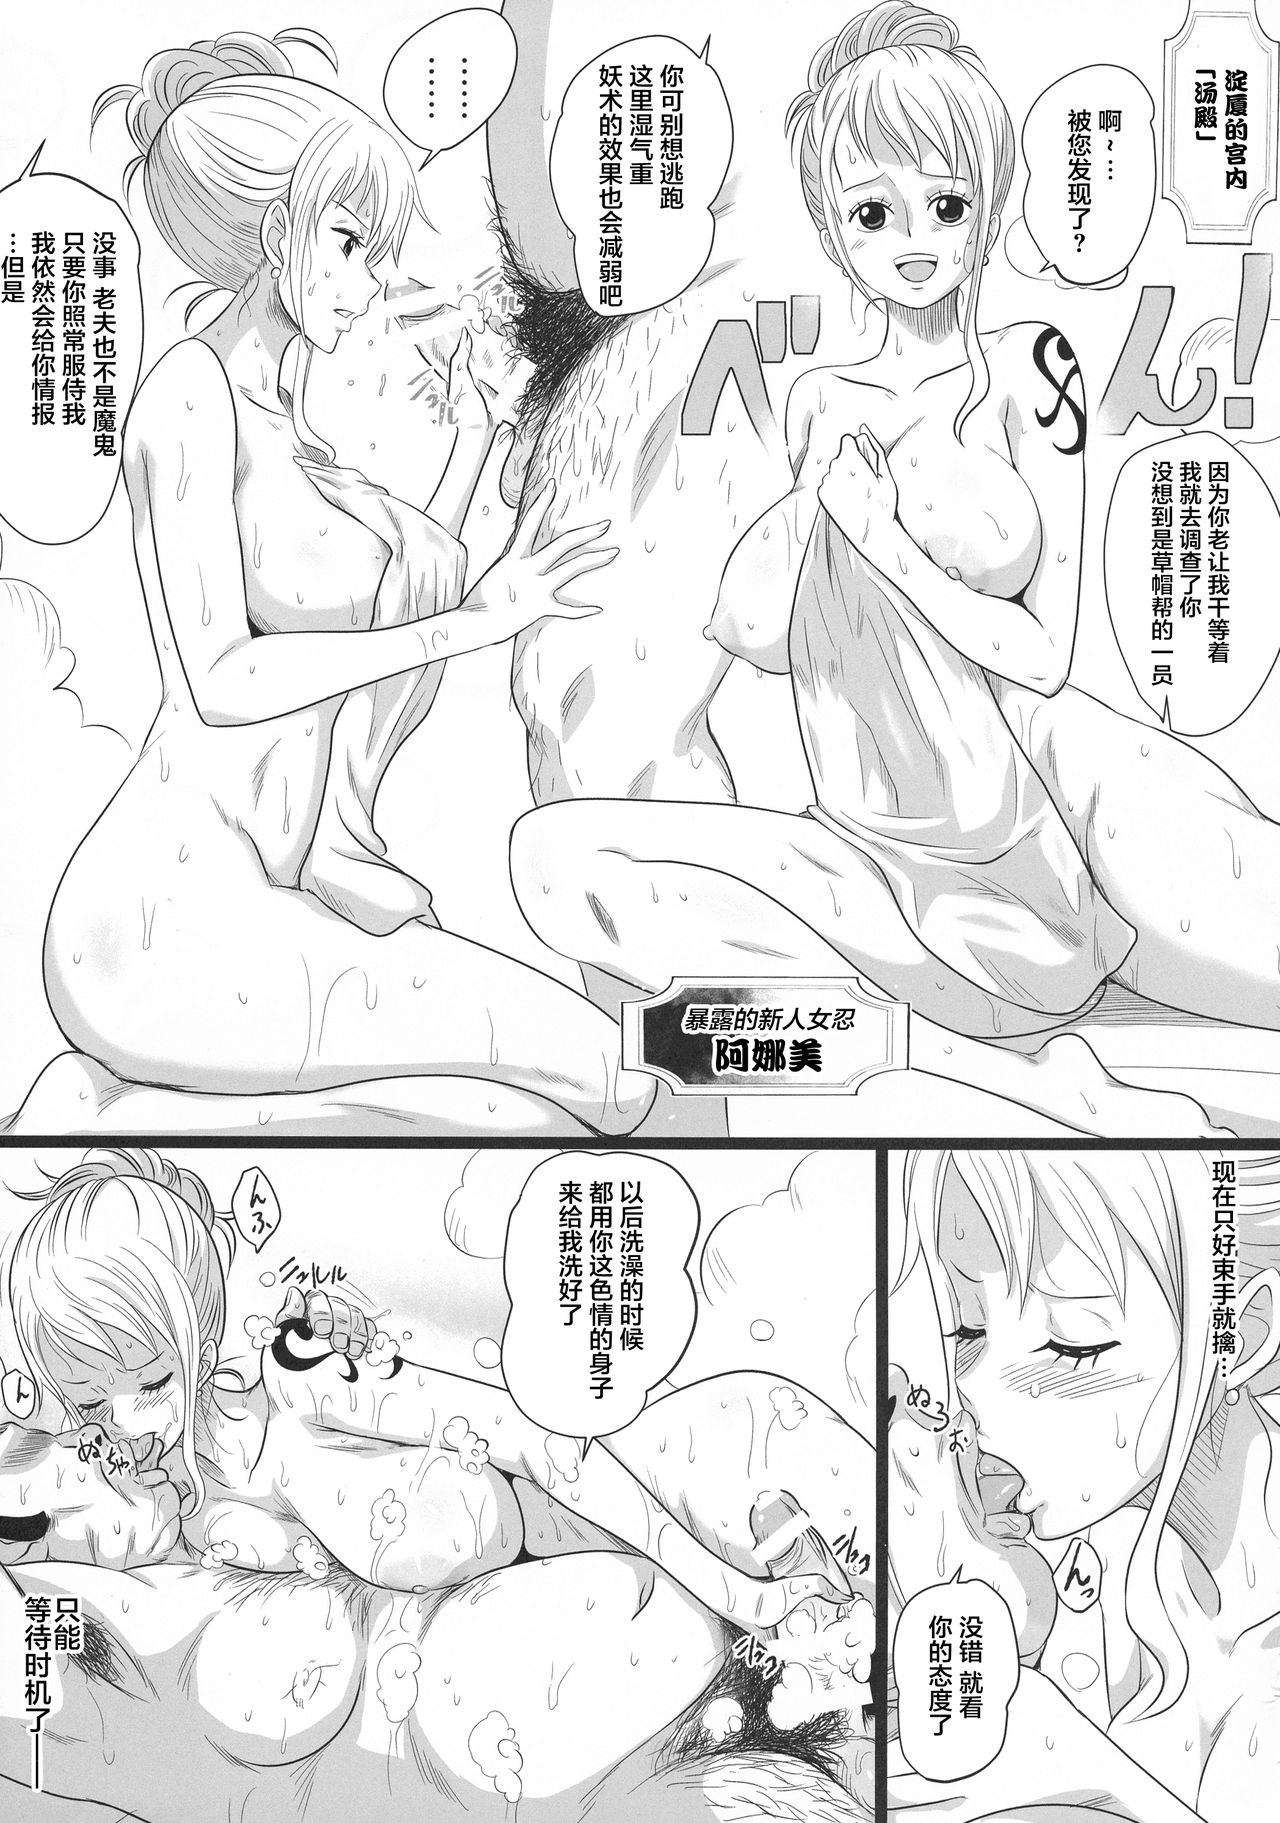 淀厦的宫内
「汤殿」
啊~…
被您发现了？
べん！
因为你老让我干等着
我就去调查了你
没想到是草帽帮的一员
你可别想逃跑
这里湿气重
妖术的效果也会减弱吧
………
………
没事 老夫也不是魔鬼
只要你照常服侍我
我依然会给你情报
…但是
暴露的新人女忍
阿娜美
现在只好束手就擒…
んっ
没错 就看
你的态度了
以后洗澡的时候
都用你这色情的身子
来给我洗好了
ニュルルル
んふ
ん
只能
等待时机了——